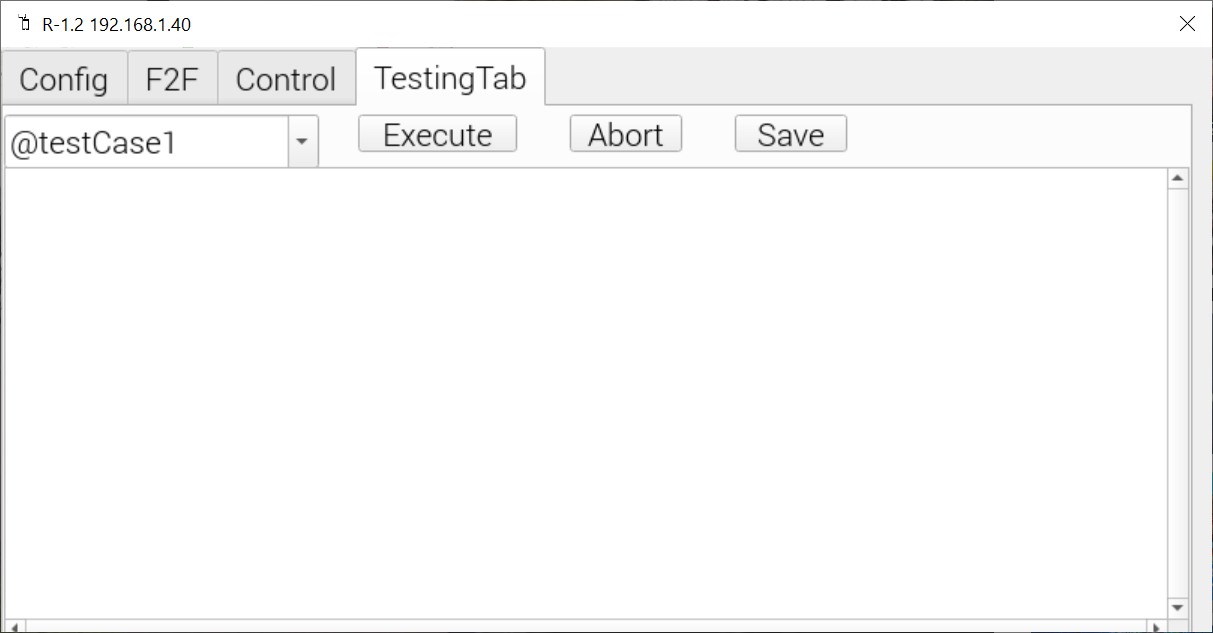 R-1.2 192.168.1.40
Config F2F Control TestingTab
@testCase1 Execute Abort Save